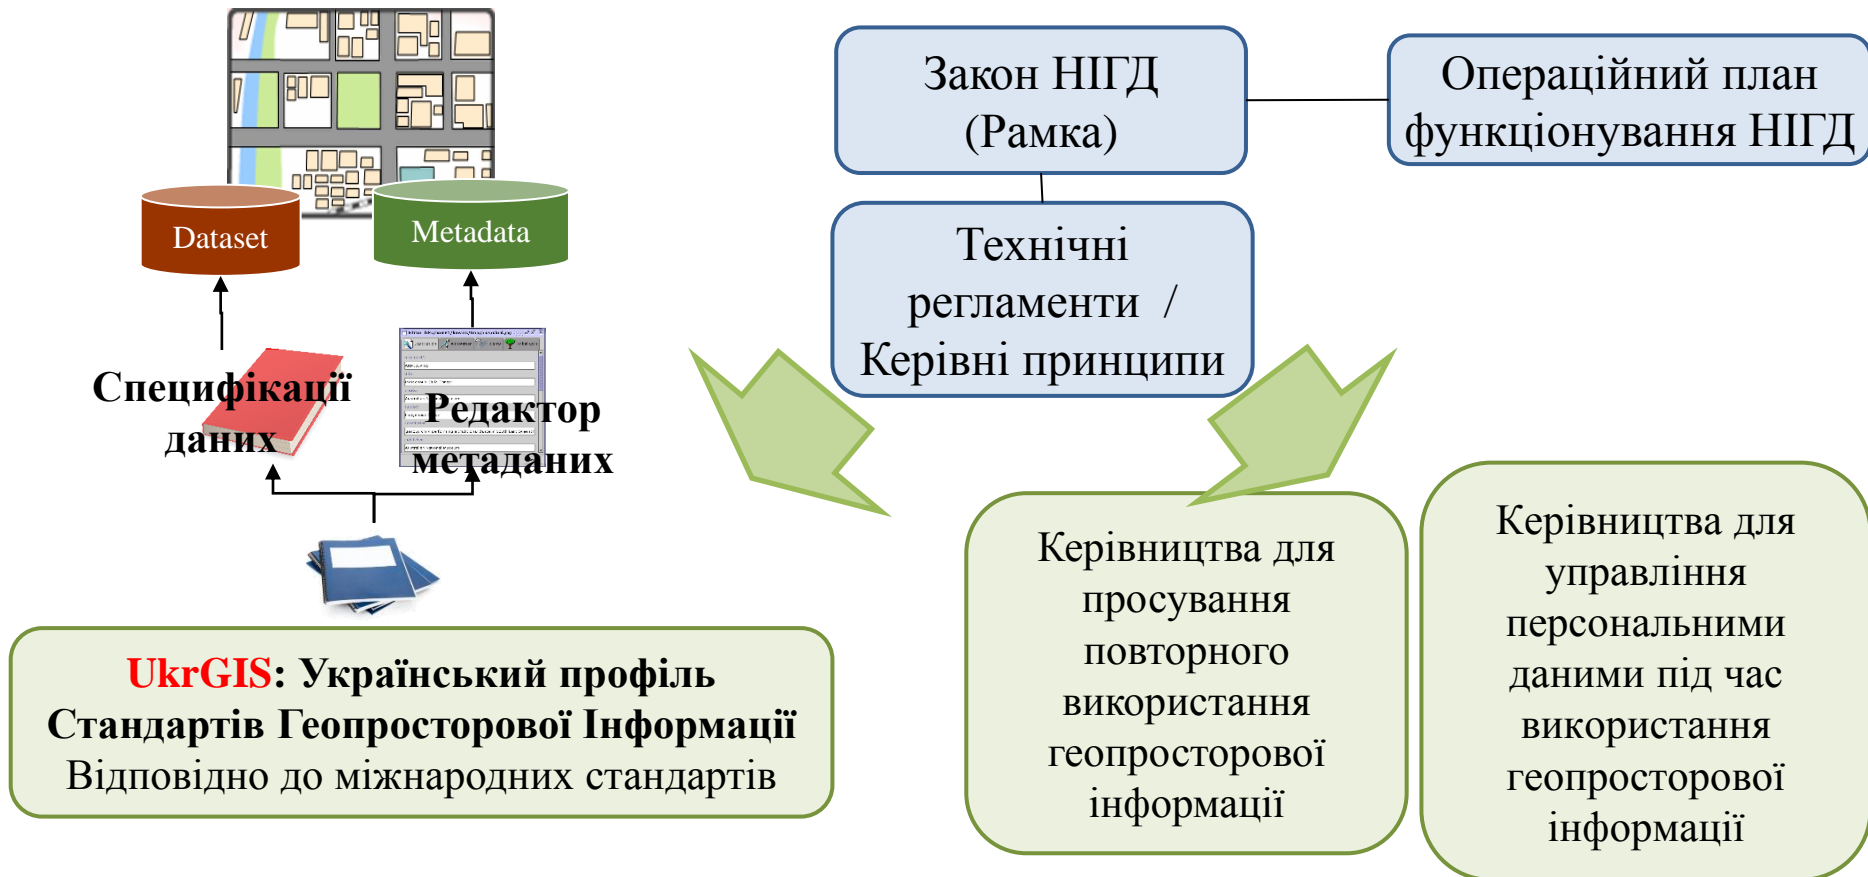 Закон НІГД
(Рамка)
Операційний план
функціонування НІГД
Технічні
регламенти /
Керівні принципи
Dataset
Metadata
Специфікації
даних
Редактор
метаданих
UkrGIS: Український профіль
Стандартів Геопросторової Інформації
Відповідно до міжнародних стандартів
Керівництва для
просування
повторного
використання
геопросторової
інформації
Керівництва для
управління
персональними
даними під час
використання
геопросторової
інформації